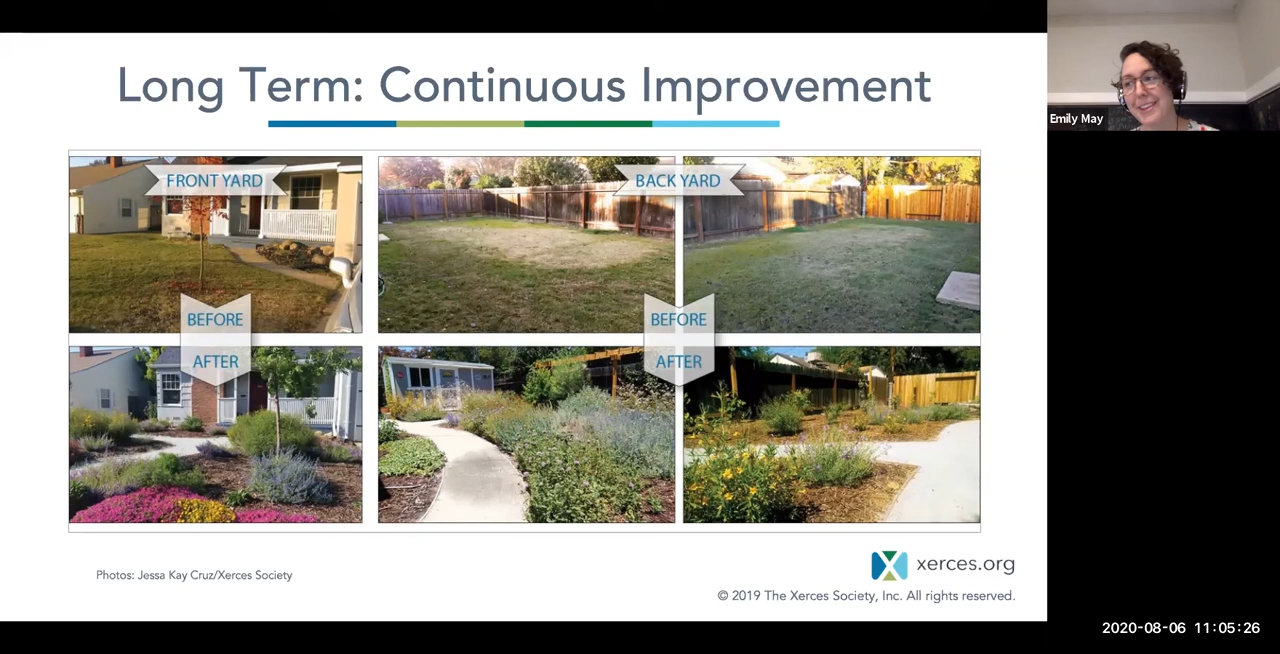 Long Term: Continuous Improvement
Emily May
FRONT YARD
BACK YARD
BEFORE
BEFORE
AFTER
AFTER
Photos: Jessa Kay Cruz/Xerces Society
xerces.org
© 2019 The Xerces Society, Inc. All rights reserved.
2020-08-06 11:05:26